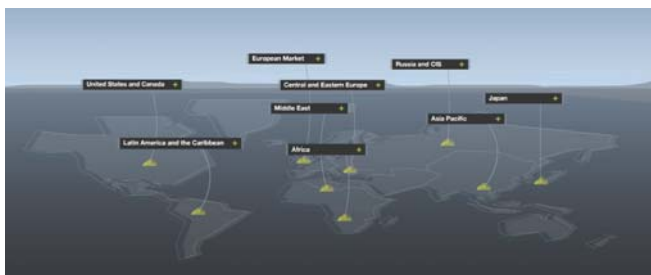 European Market +
Russia and CIS +
United States and Canada +
Central and Eastern Europe +
Japan +
Middle East +
Asia Pacific +
Latin America and the Caribbean +
Africa +